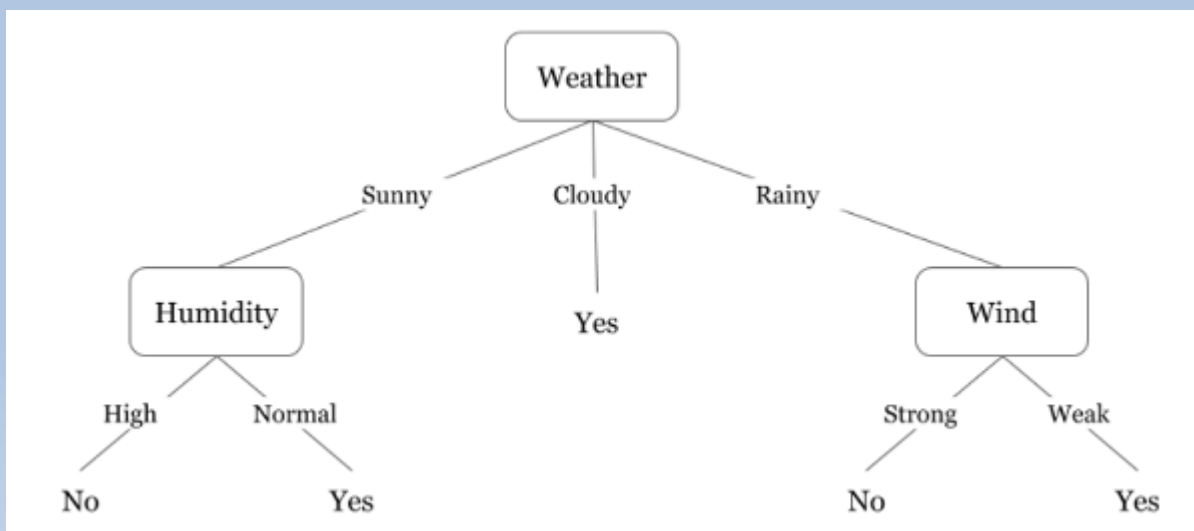 Weather
Sunny Cloudy Rainy
Humidity Yes Wind
High Normal Strong Weak
No Yes No Yes